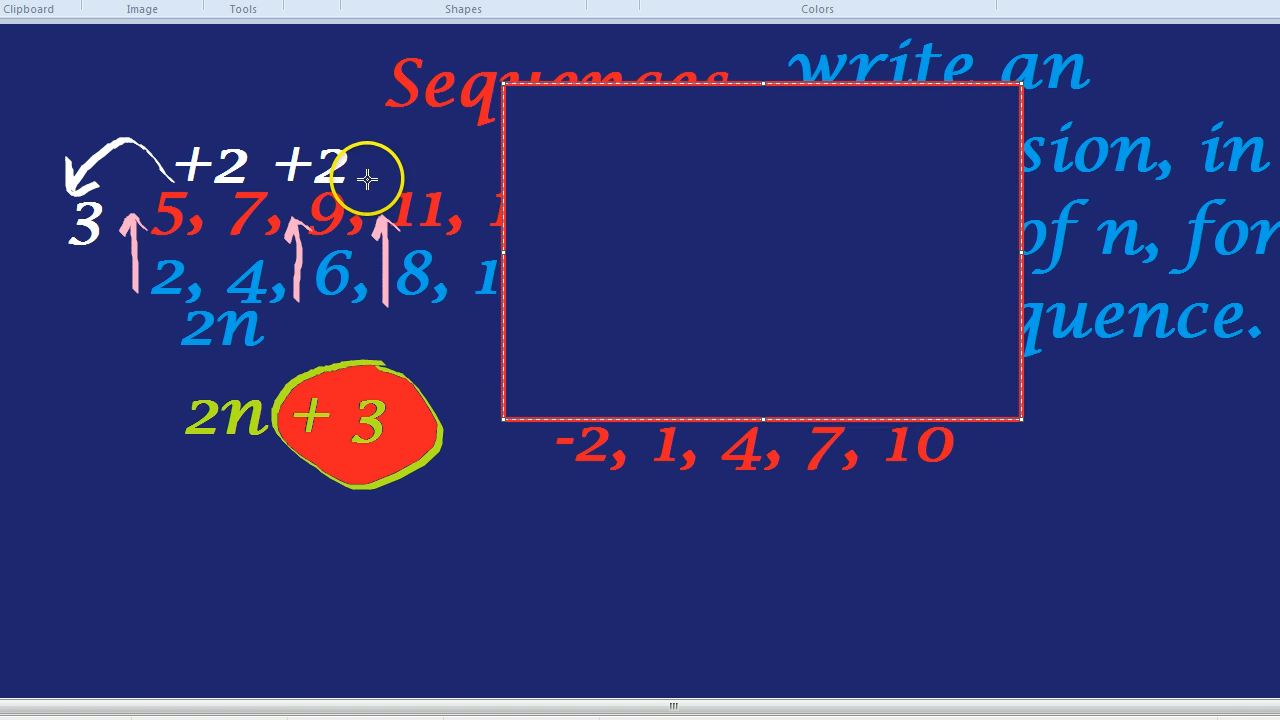 Clipboard Image Tools Shapes Colors
write an
+2 +2
sion, in
3 5, 7, 9, 11,
of n, for
2, 4, 6, 8,
2n
quence.
2n + 3
-2, 1, 4, 7, 10